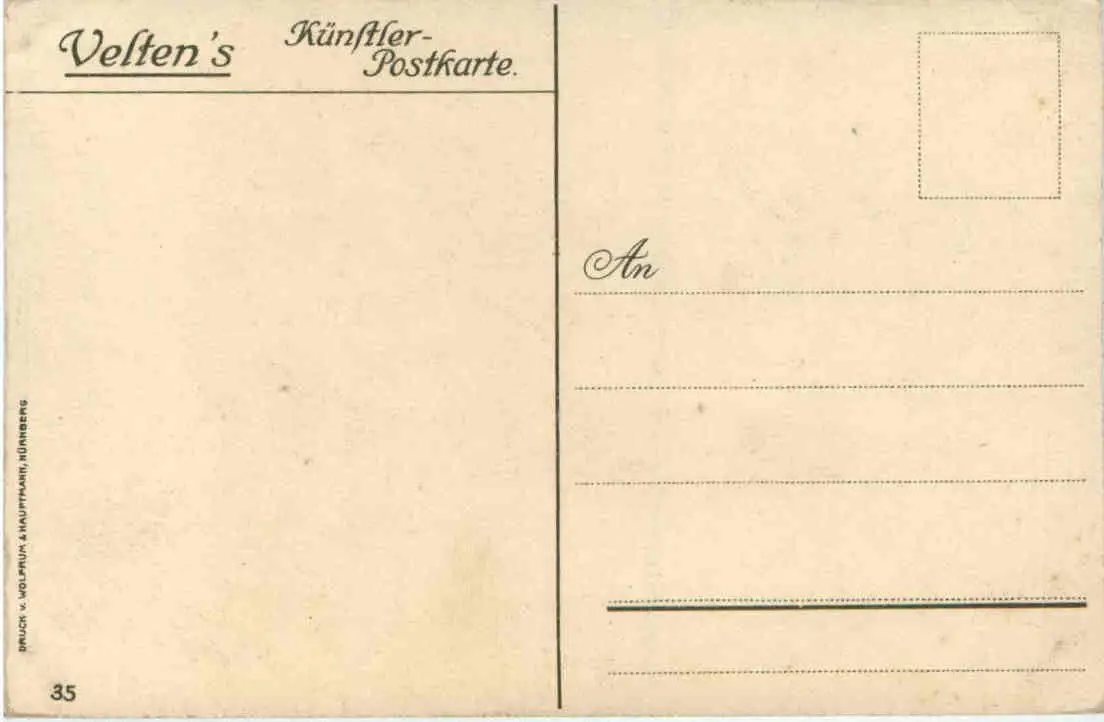 Velten's
Künſtler-
Postkarte.
An
DRUCK v. WOLFRUM & HAUPTMANN, NÜRNBERG
35